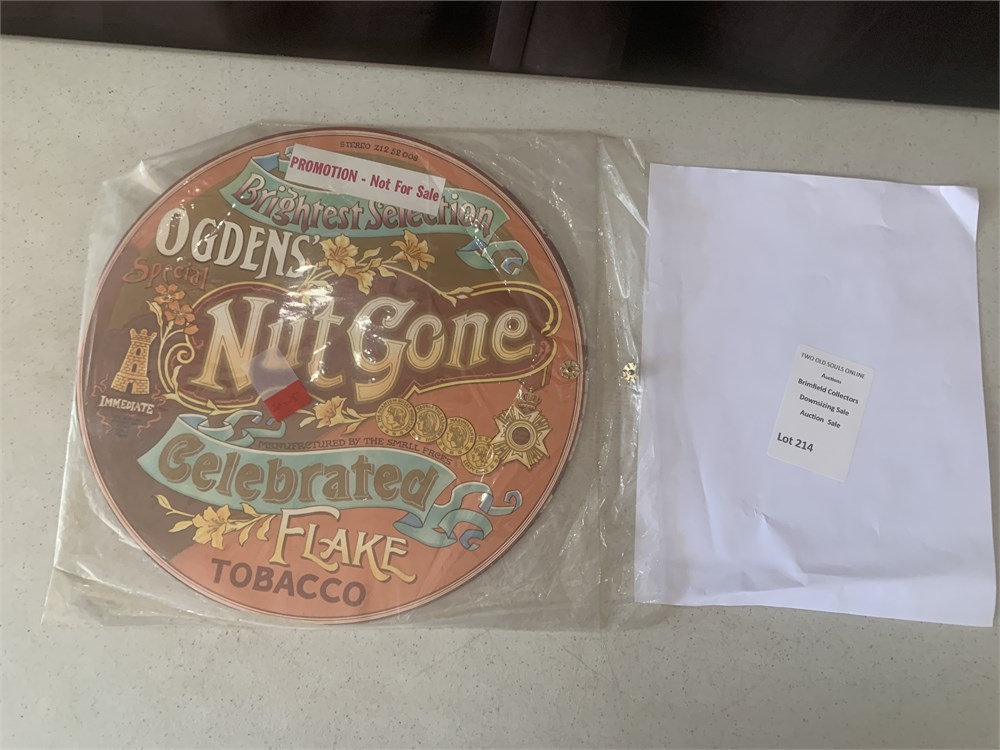 STEREO 212 52 008
PROMOTION - Not For Sale
Brightest Selection
OGDENS'
Special
Nut Gone
IMMEDIATE
MANUFACTURED BY THE SMALL FACES
Celebrated
FLAKE
TOBACCO
TWO OLD SOULS ONLINE
Auctions
Brimfield Collectors
Downsizing Sale
Auction Sale
Lot 214